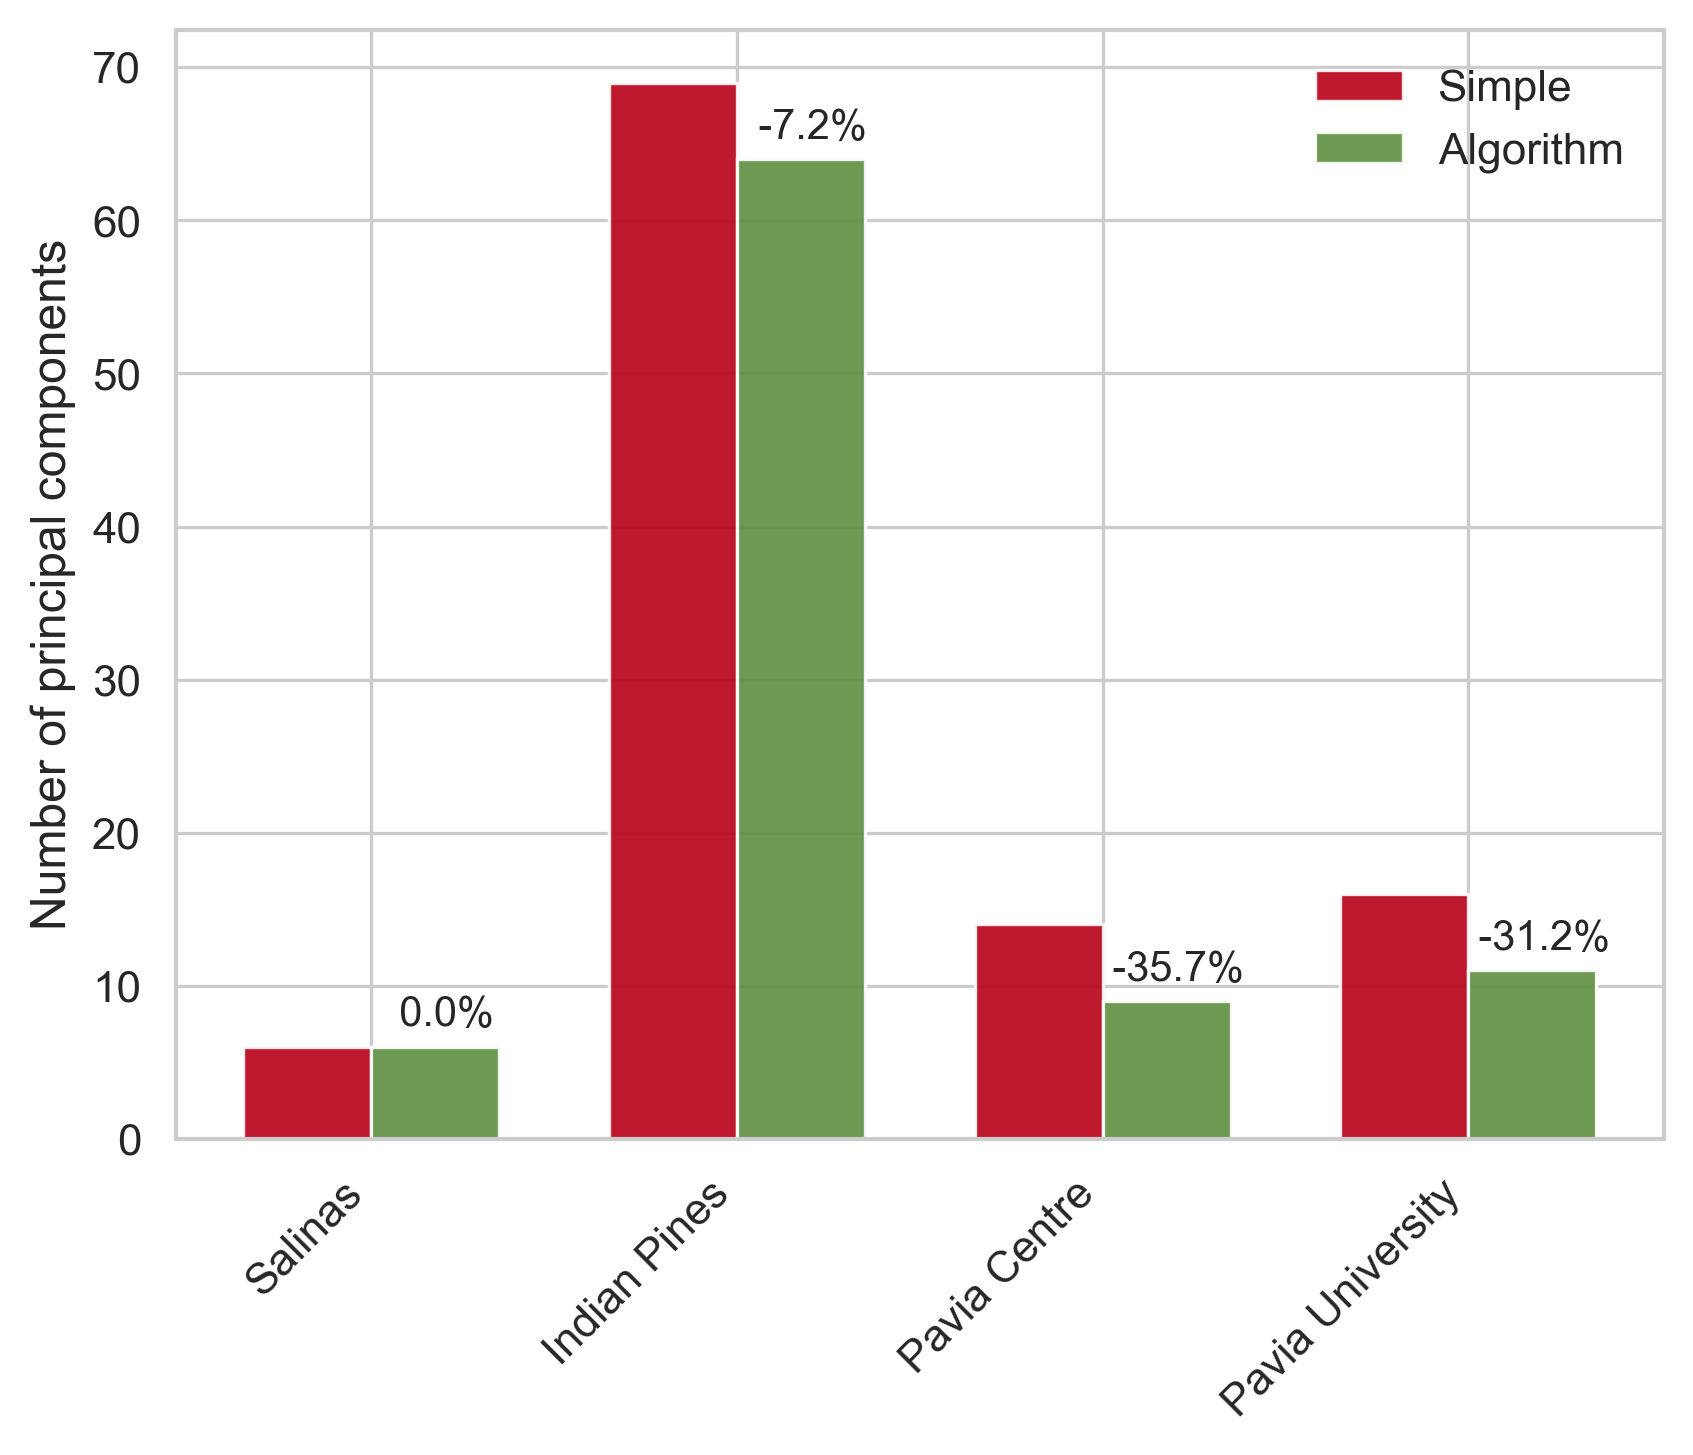 Number of principal components
70
60
50
40
30
20
10
0
Simple
Algorithm
0.0%
-7.2%
-35.7%
-31.2%
Salinas
Indian Pines
Pavia Centre
Pavia University